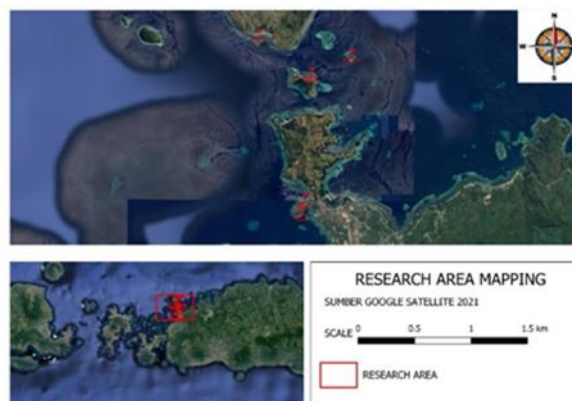 N
W
S
RESEARCH AREA MAPPING
SUMBER GOOGLE SATELLITE 2021
SCALE
0 0.5 1 1.5 km
RESEARCH AREA